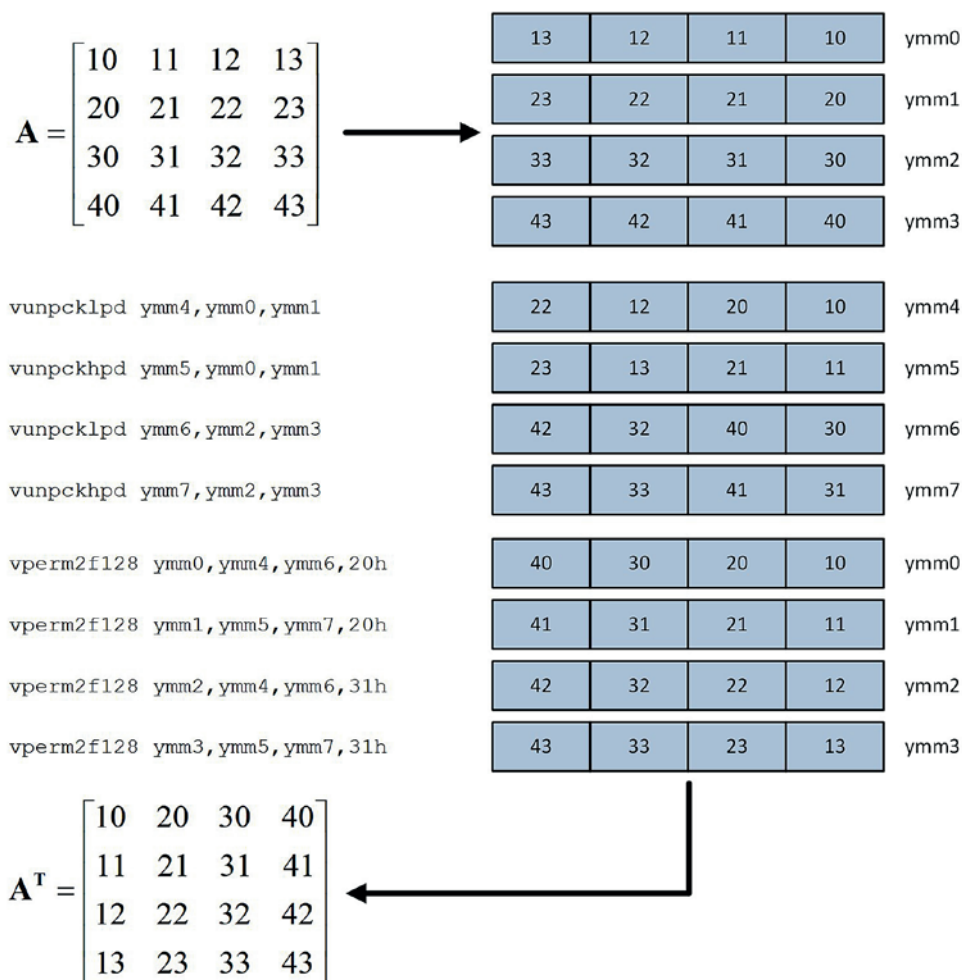 A = [10 11 12 13
20 21 22 23
30 31 32 33
40 41 42 43]
13 12 11 10 ymm0
23 22 21 20 ymm1
33 32 31 30 ymm2
43 42 41 40 ymm3
vunpcklpd ymm4,ymm0,ymm1 22 12 20 10 ymm4
vunpckhpd ymm5,ymm0,ymm1 23 13 21 11 ymm5
vunpcklpd ymm6,ymm2,ymm3 42 32 40 30 ymm6
vunpckhpd ymm7,ymm2,ymm3 43 33 41 31 ymm7
vperm2f128 ymm0,ymm4,ymm6,20h 40 30 20 10 ymm0
vperm2f128 ymm1,ymm5,ymm7,20h 41 31 21 11 ymm1
vperm2f128 ymm2,ymm4,ymm6,31h 42 32 22 12 ymm2
vperm2f128 ymm3,ymm5,ymm7,31h 43 33 23 13 ymm3
A^T = [10 20 30 40
11 21 31 41
12 22 32 42
13 23 33 43]